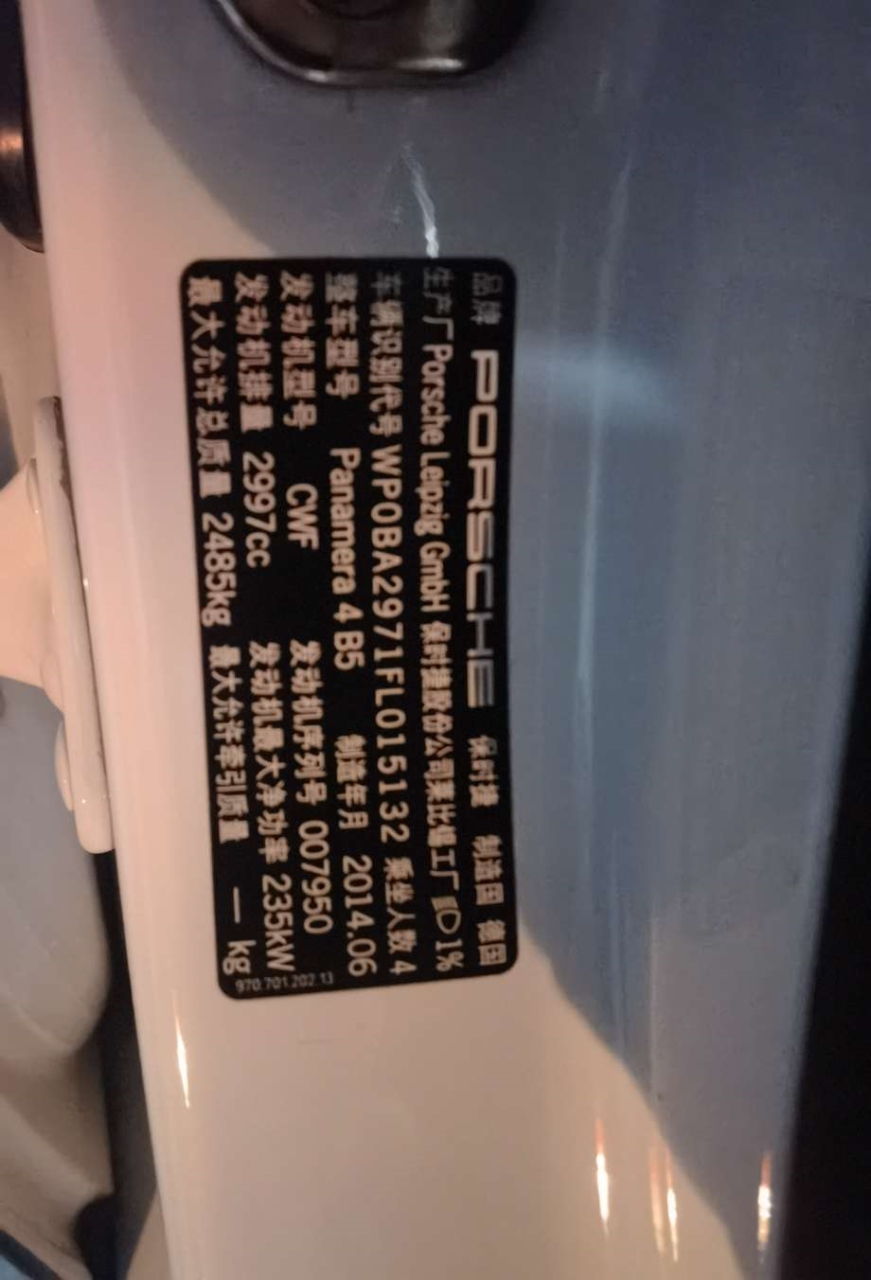 品牌 PORSCHE 保时捷 制造国 德国
生产厂 Porsche Leipzig GmbH 保时捷股份公司莱比锡工厂 1%
车辆识别代号 WP0BA2971FL015132 乘坐人数 4
整车型号 Panamera 4 B5 制造年月 2014.06
发动机型号 CWF 发动机序列号 007950
发动机排量 2997cc 发动机最大净功率 235kW
最大允许总质量 2485kg 最大允许牵引质量 — kg
970.701.202.13